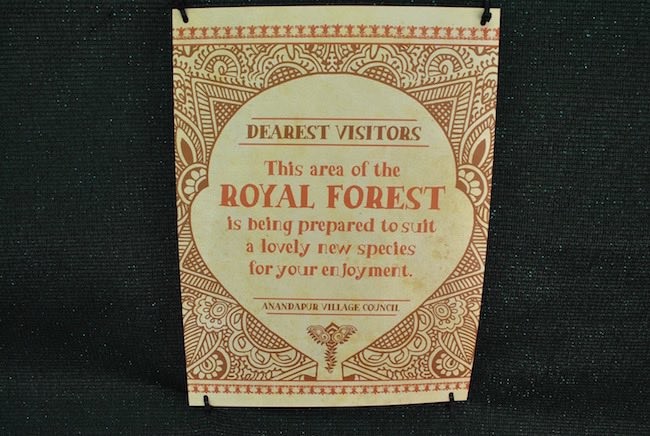 DEAREST VISITORS
This area of the
ROYAL FOREST
is being prepared to suit
a lovely new species
for your enjoyment.
ANANDAPUR VILLAGE COUNCIL